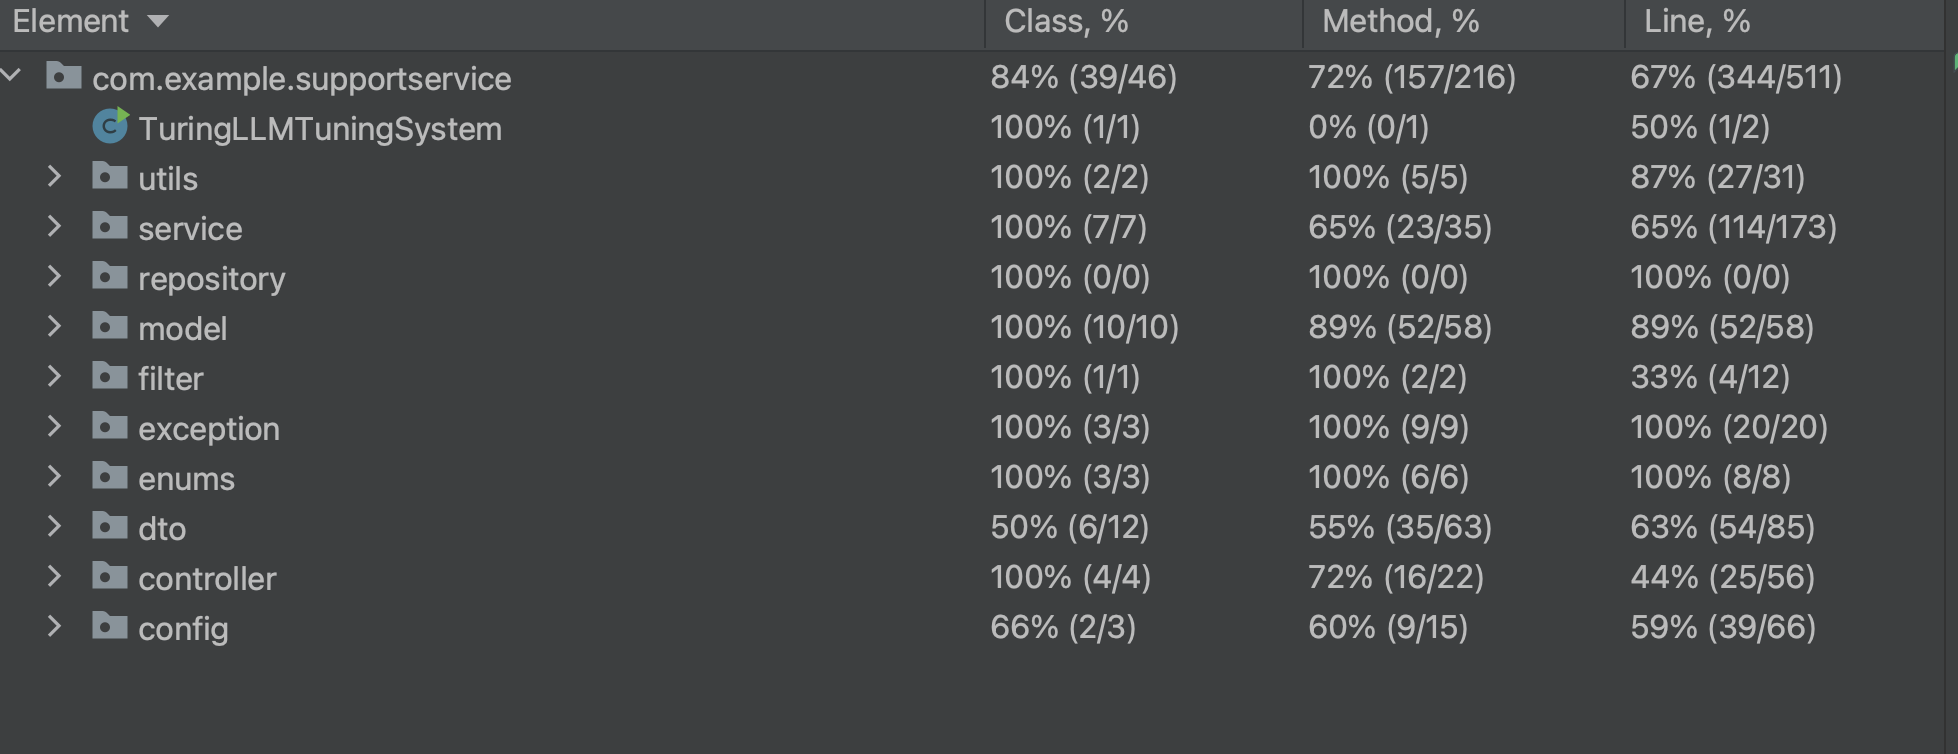 Element Class, % Method, % Line, %
com.example.supportservice 84% (39/46) 72% (157/216) 67% (344/511)
TuringLLMTuningSystem 100% (1/1) 0% (0/1) 50% (1/2)
utils 100% (2/2) 100% (5/5) 87% (27/31)
service 100% (7/7) 65% (23/35) 65% (114/173)
repository 100% (0/0) 100% (0/0) 100% (0/0)
model 100% (10/10) 89% (52/58) 89% (52/58)
filter 100% (1/1) 100% (2/2) 33% (4/12)
exception 100% (3/3) 100% (9/9) 100% (20/20)
enums 100% (3/3) 100% (6/6) 100% (8/8)
dto 50% (6/12) 55% (35/63) 63% (54/85)
controller 100% (4/4) 72% (16/22) 44% (25/56)
config 66% (2/3) 60% (9/15) 59% (39/66)